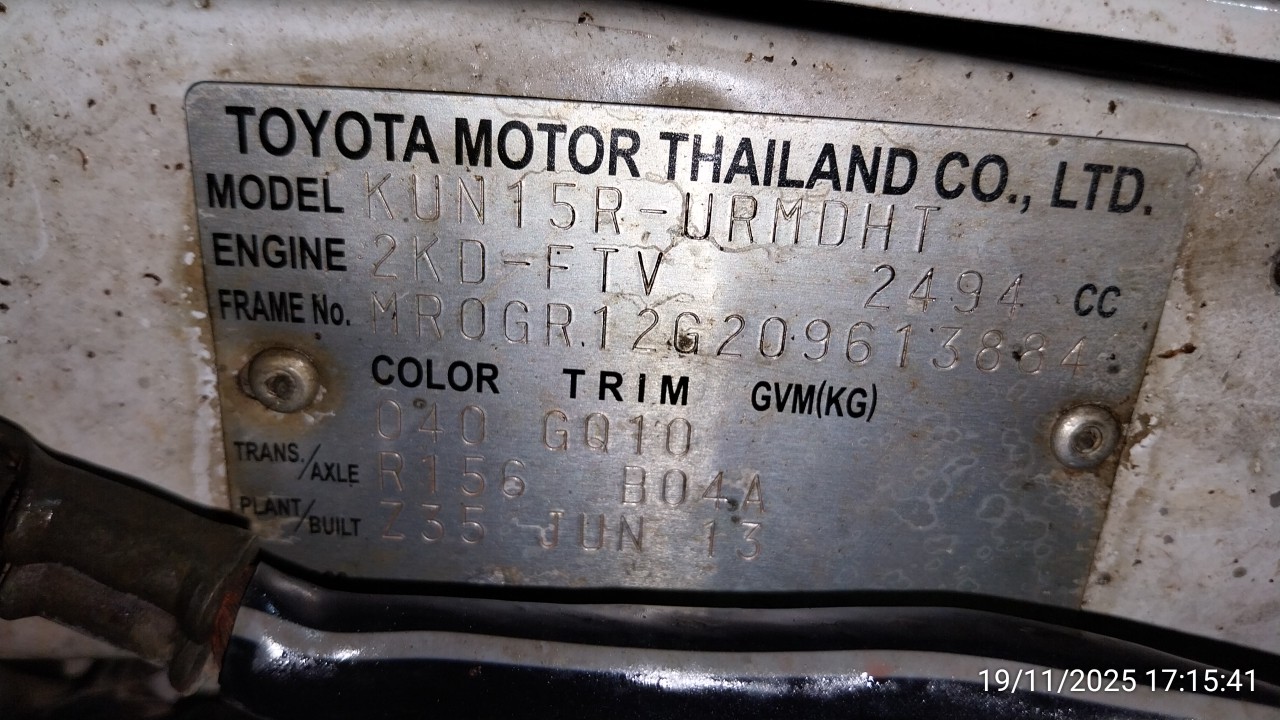 TOYOTA MOTOR THAILAND CO., LTD.
MODEL KUN15R-URMDHT
ENGINE 2KD-FTV 2494 CC
FRAME No. MR0GR12G209613884
COLOR TRIM GVM(KG)
040 GQ10
TRANS./AXLE R156 B04A
PLANT/BUILT Z35 JUN 13
19/11/2025 17:15:41